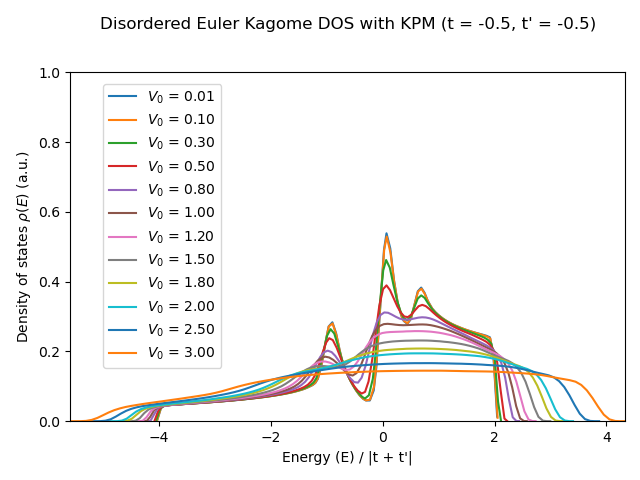 Disordered Euler Kagome DOS with KPM (t = -0.5, t' = -0.5)
1.0
0.8
0.6
0.4
0.2
0.0
Density of states ρ(E) (a.u.)
V₀ = 0.01
V₀ = 0.10
V₀ = 0.30
V₀ = 0.50
V₀ = 0.80
V₀ = 1.00
V₀ = 1.20
V₀ = 1.50
V₀ = 1.80
V₀ = 2.00
V₀ = 2.50
V₀ = 3.00
−4 −2 0 2 4
Energy (E) / |t + t'|